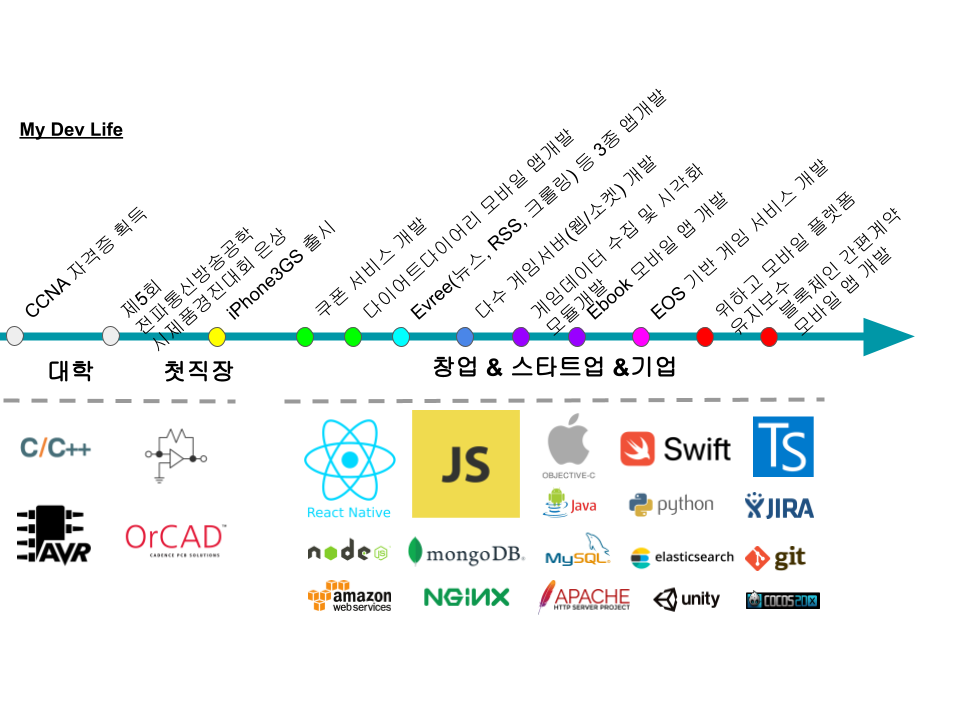 My Dev Life
CCNA 자격증 획득
제5회
전파통신방송공학
시제품경진대회 은상
iPhone3GS 출시
쿠폰 서비스 개발
다이어트다이어리 모바일 앱개발
Evree(뉴스, RSS, 크롤링) 등 3종 앱개발
다수 게임서버(웹/소켓) 개발
게임데이터 수집 및 시각화
모듈개발
Ebook 모바일 앱 개발
EOS 기반 게임 서비스 개발
위하고 모바일 플렛폼
유지보수
블록체인 간편계약
모바일 앱 개발
대학
첫직장
창업 & 스타트업 &기업
C/C++
AVR
OrCAD™
CADENCE PCB SOLUTIONS
React Native
JS
OBJECTIVE-C
Swift
TS
Java
python
JIRA
node JS
mongoDB.
MySQL
elasticsearch
git
amazon
web services
NGINX
APACHE
HTTP SERVER PROJECT
unity
COCOS2DX